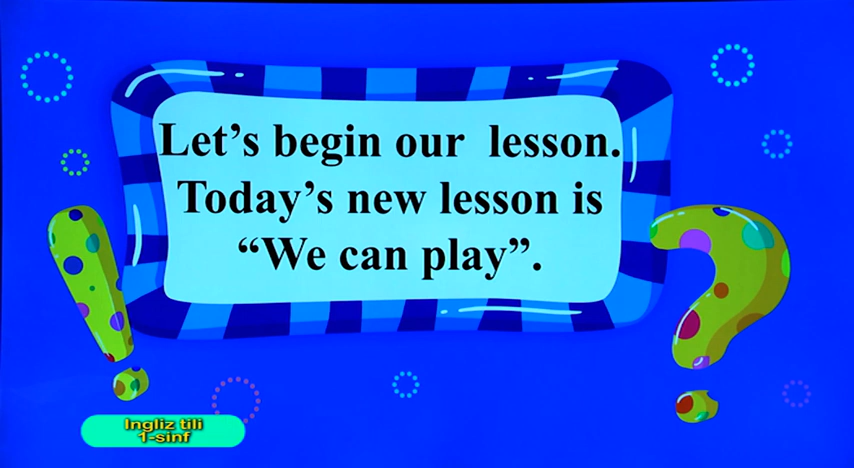 Let’s begin our lesson.
Today’s new lesson is
“We can play”.
Ingliz tili
1-sinf